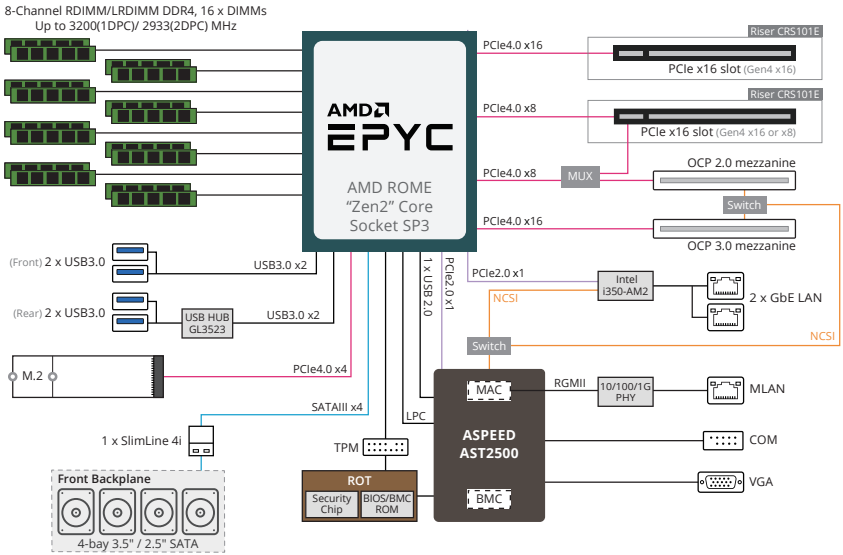 8-Channel RDIMM/LRDIMM DDR4, 16 x DIMMs
Up to 3200(1DPC)/ 2933(2DPC) MHz
AMD
EPYC
AMD ROME
“Zen2” Core
Socket SP3
PCIe4.0 x16
Riser CRS101E
PCIe x16 slot (Gen4 x16)
PCIe4.0 x8
Riser CRS101E
PCIe x16 slot (Gen4 x16 or x8)
PCIe4.0 x8
MUX
OCP 2.0 mezzanine
Switch
PCIe4.0 x16
OCP 3.0 mezzanine
(Front) 2 x USB3.0
USB3.0 x2
(Rear) 2 x USB3.0
USB HUB
GL3523
USB3.0 x2
1 x USB 2.0
PCIe2.0 x1
PCIe2.0 x1
Intel
i350-AM2
2 x GbE LAN
NCSI
NCSI
Switch
M.2
PCIe4.0 x4
SATAIII x4
LPC
MAC
RGMII
10/100/1G
PHY
MLAN
1 x SlimLine 4i
TPM
ASPEED
AST2500
COM
VGA
BMC
ROT
Security
Chip
BIOS/BMC
ROM
Front Backplane
4-bay 3.5" / 2.5" SATA